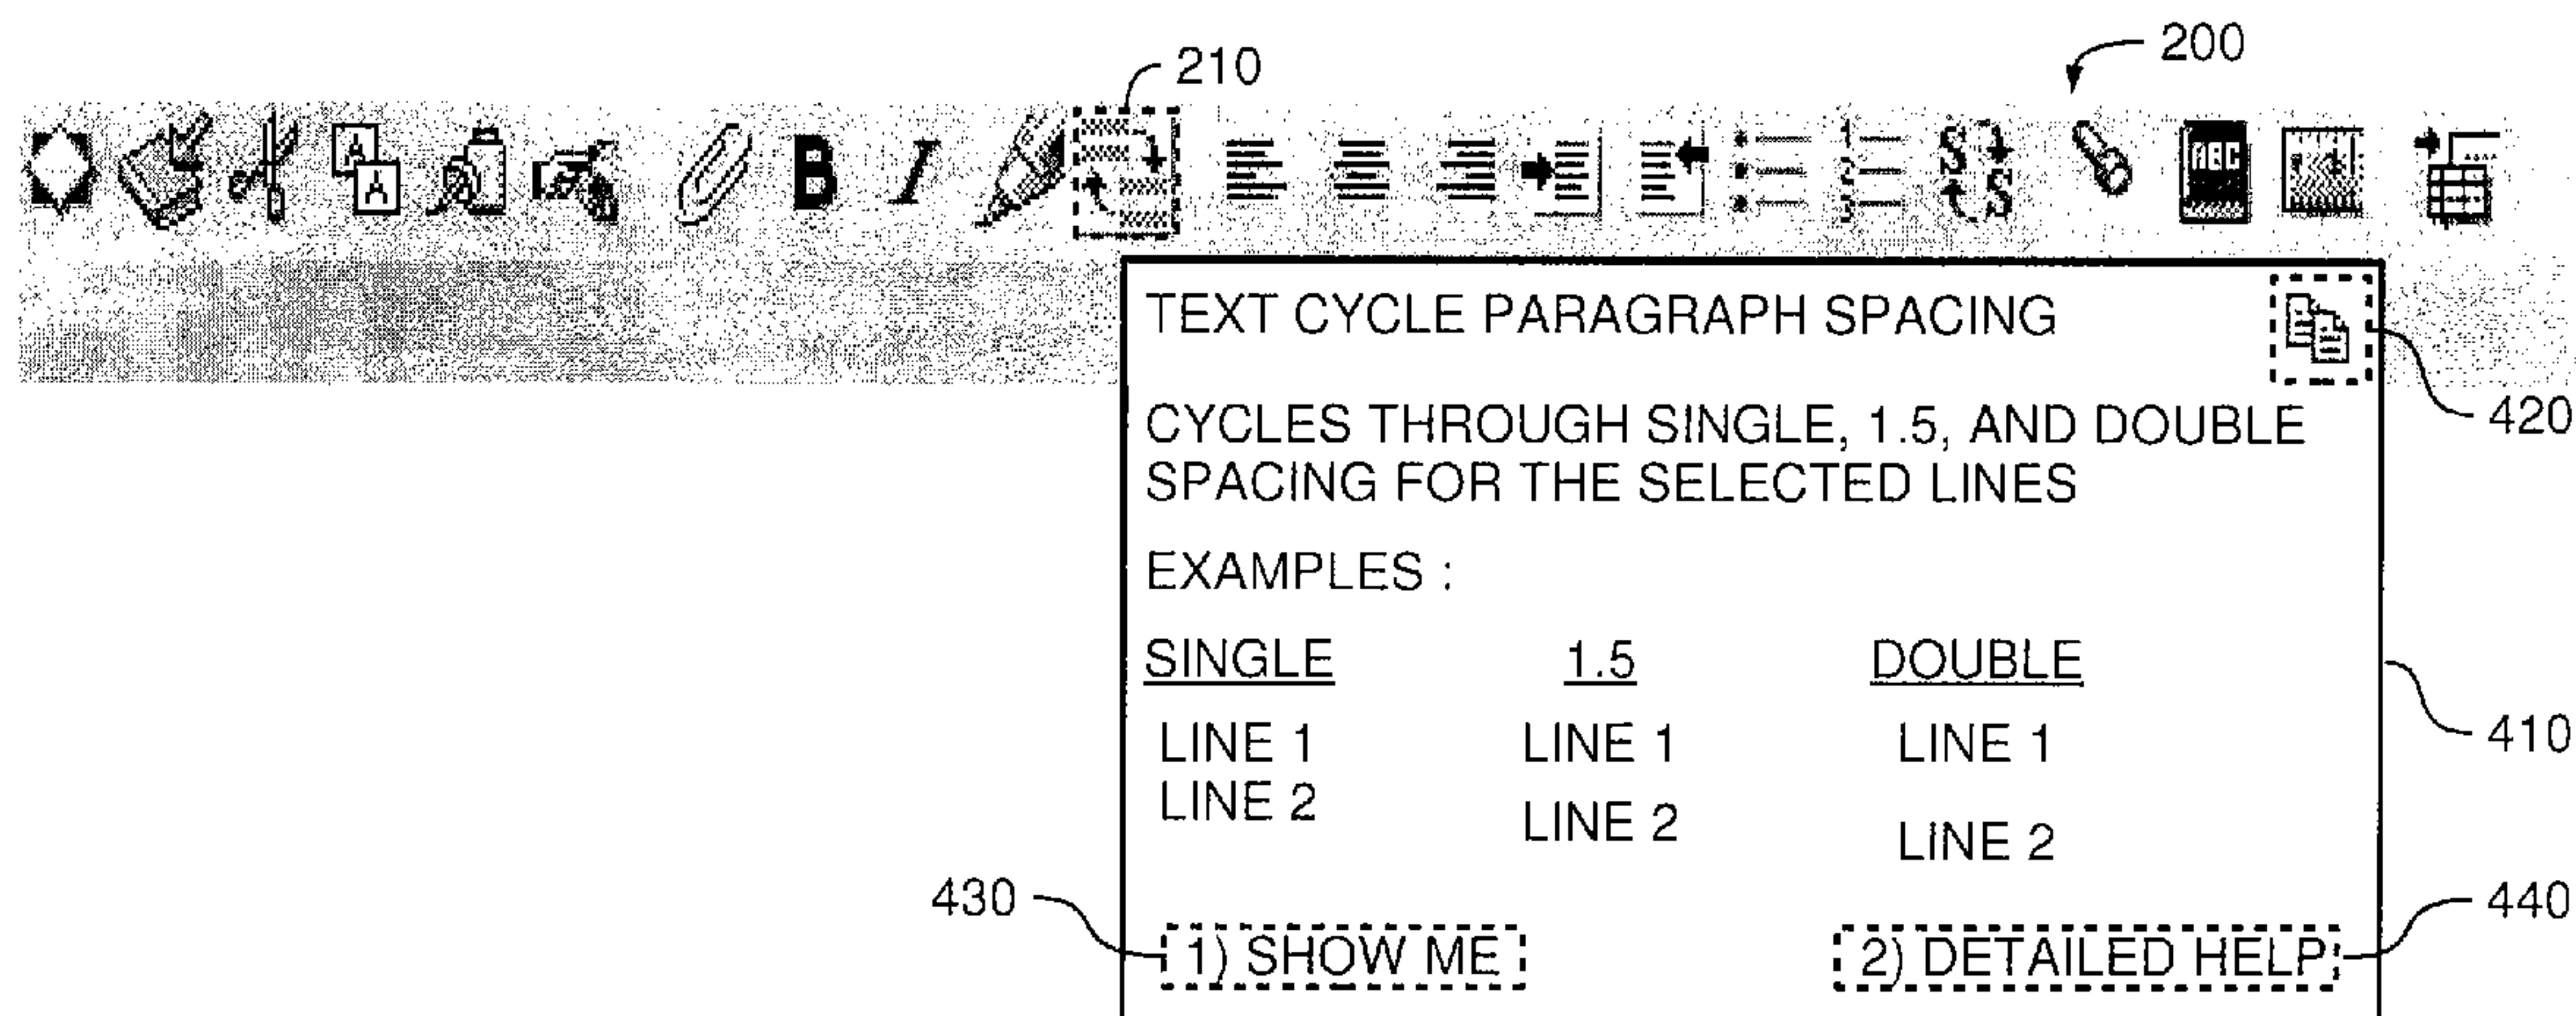 200
210
B I
ABC
TEXT CYCLE PARAGRAPH SPACING
420
CYCLES THROUGH SINGLE, 1.5, AND DOUBLE
SPACING FOR THE SELECTED LINES
EXAMPLES :
SINGLE 1.5 DOUBLE
410
LINE 1 LINE 1 LINE 1
LINE 2 LINE 2 LINE 2
430
440
1) SHOW ME 2) DETAILED HELP